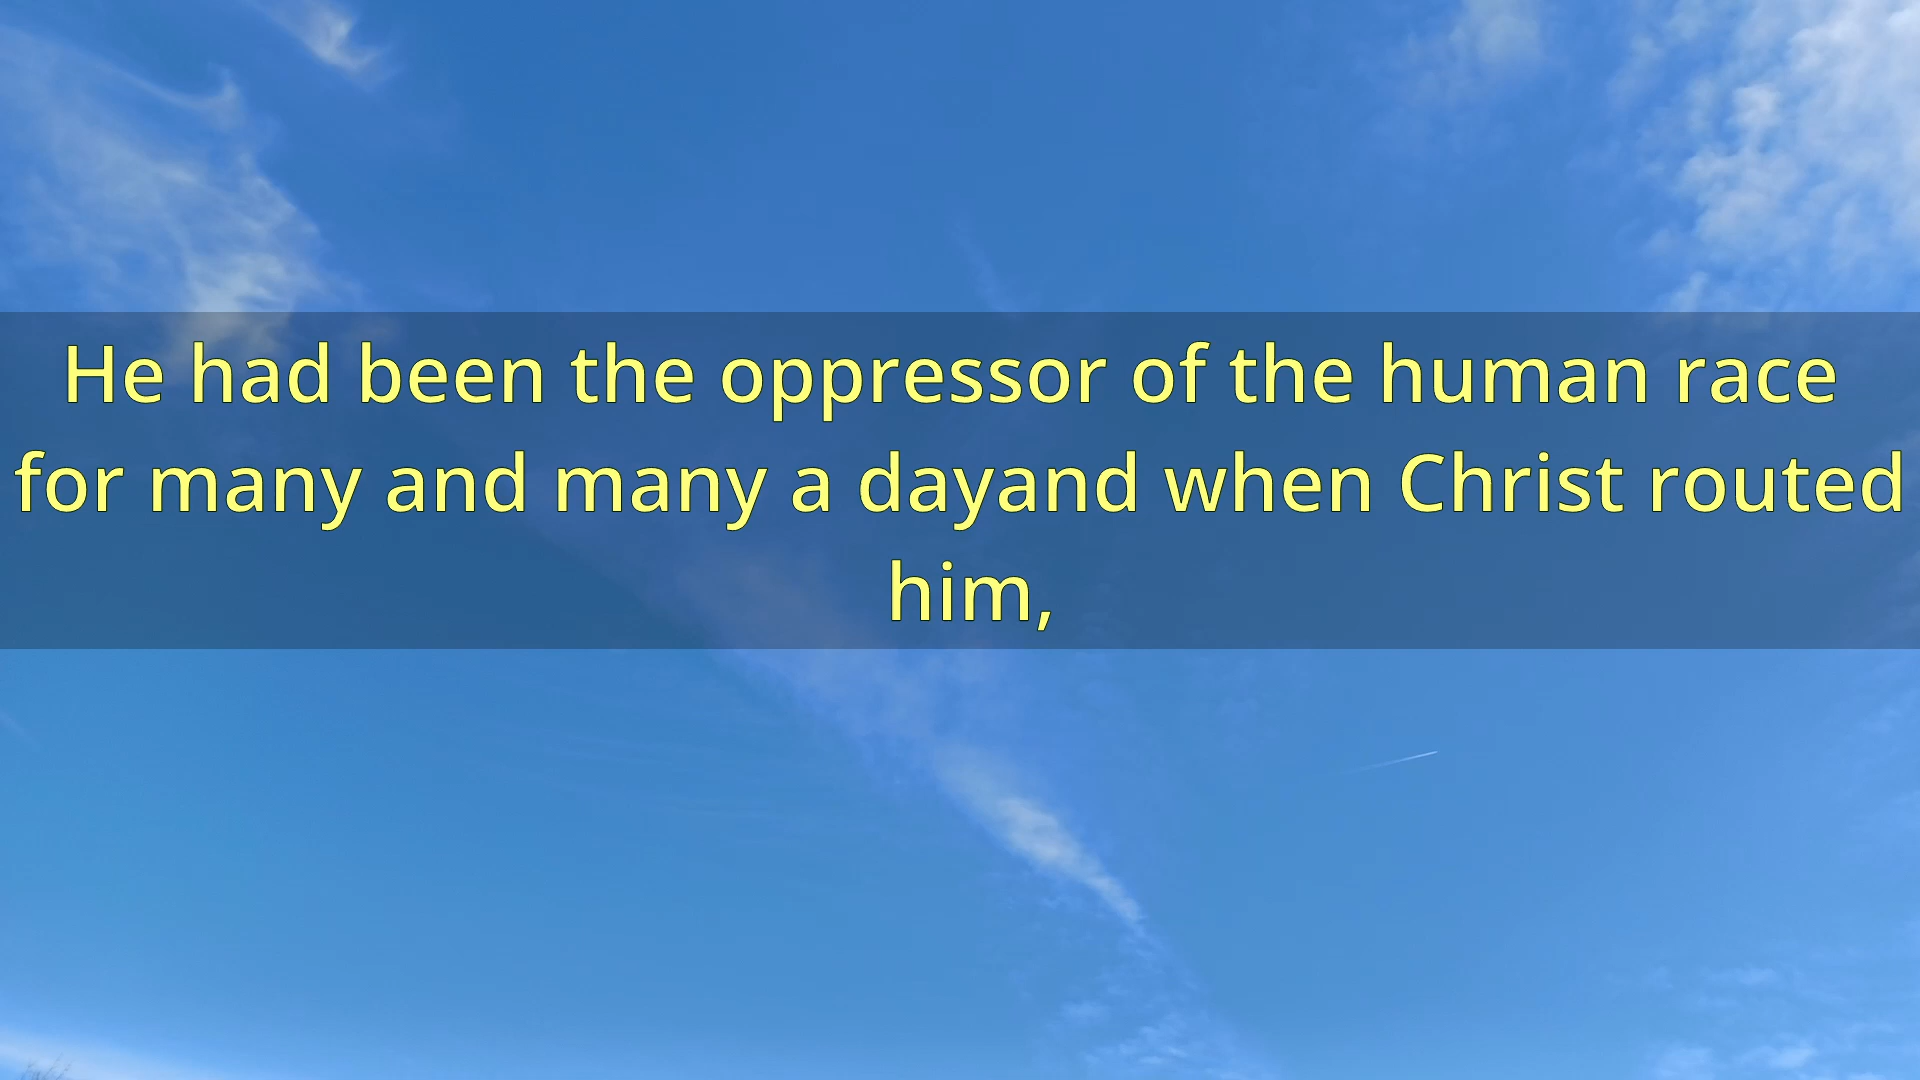 He had been the oppressor of the human race
for many and many a dayand when Christ routed
him,